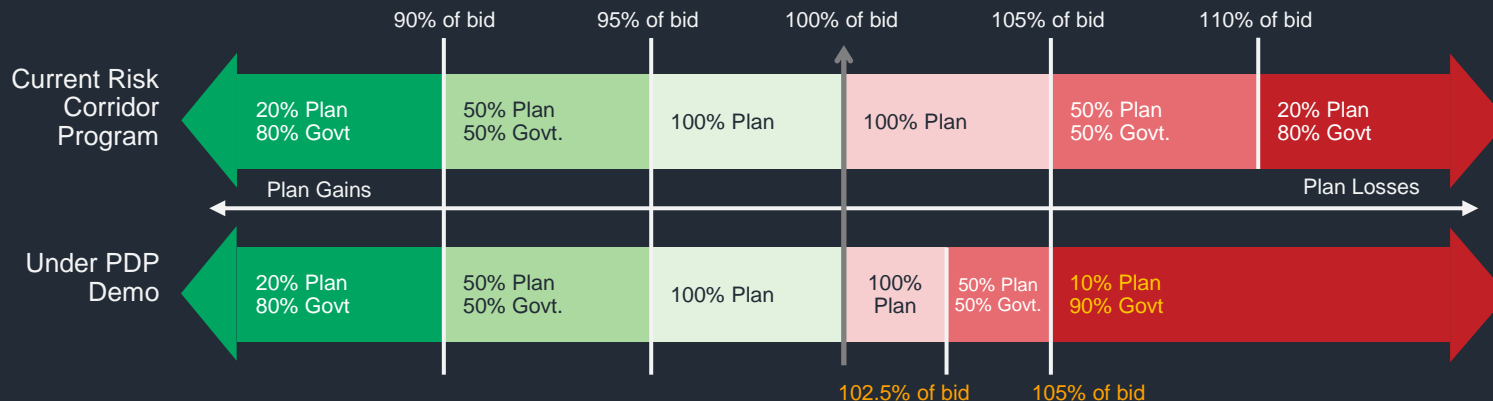 90% of bid
95% of bid
100% of bid
105% of bid
110% of bid
Current Risk
Corridor
Program
20% Plan
80% Govt
50% Plan
50% Govt.
100% Plan
100% Plan
50% Plan
50% Govt.
20% Plan
80% Govt
Plan Gains
Plan Losses
Under PDP
Demo
20% Plan
80% Govt
50% Plan
50% Govt.
100% Plan
100%
Plan
50% Plan
50% Govt.
10% Plan
90% Govt
102.5% of bid
105% of bid